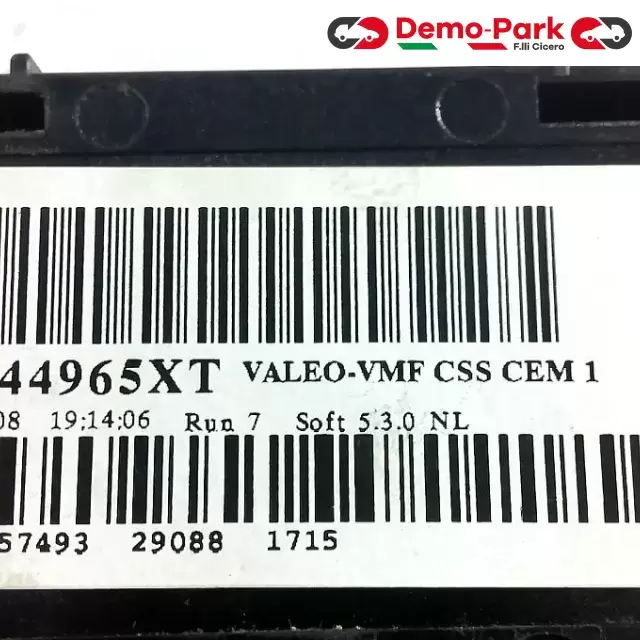 Demo-Park
F.lli Cicero
44965XT VALEO-VMF CSS CEM 1
08 19:14:06 Run 7 Soft 5.3.0 NL
57493 29088 1715